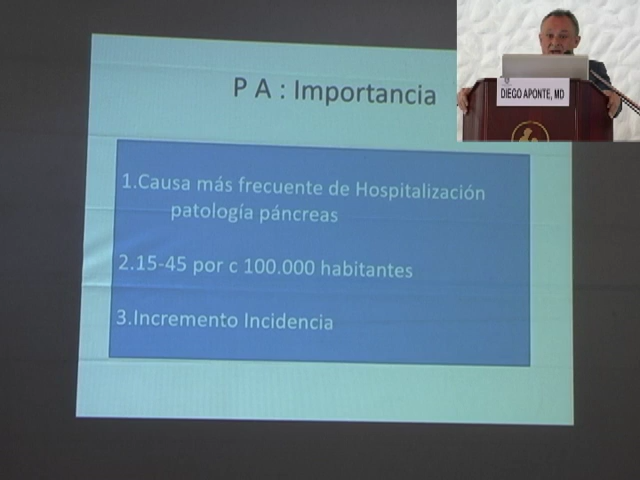 P A : Importancia
1.Causa más frecuente de Hospitalización
patología páncreas
2.15-45 por c 100.000 habitantes
3.Incremento Incidencia
DIEGO APONTE, MD